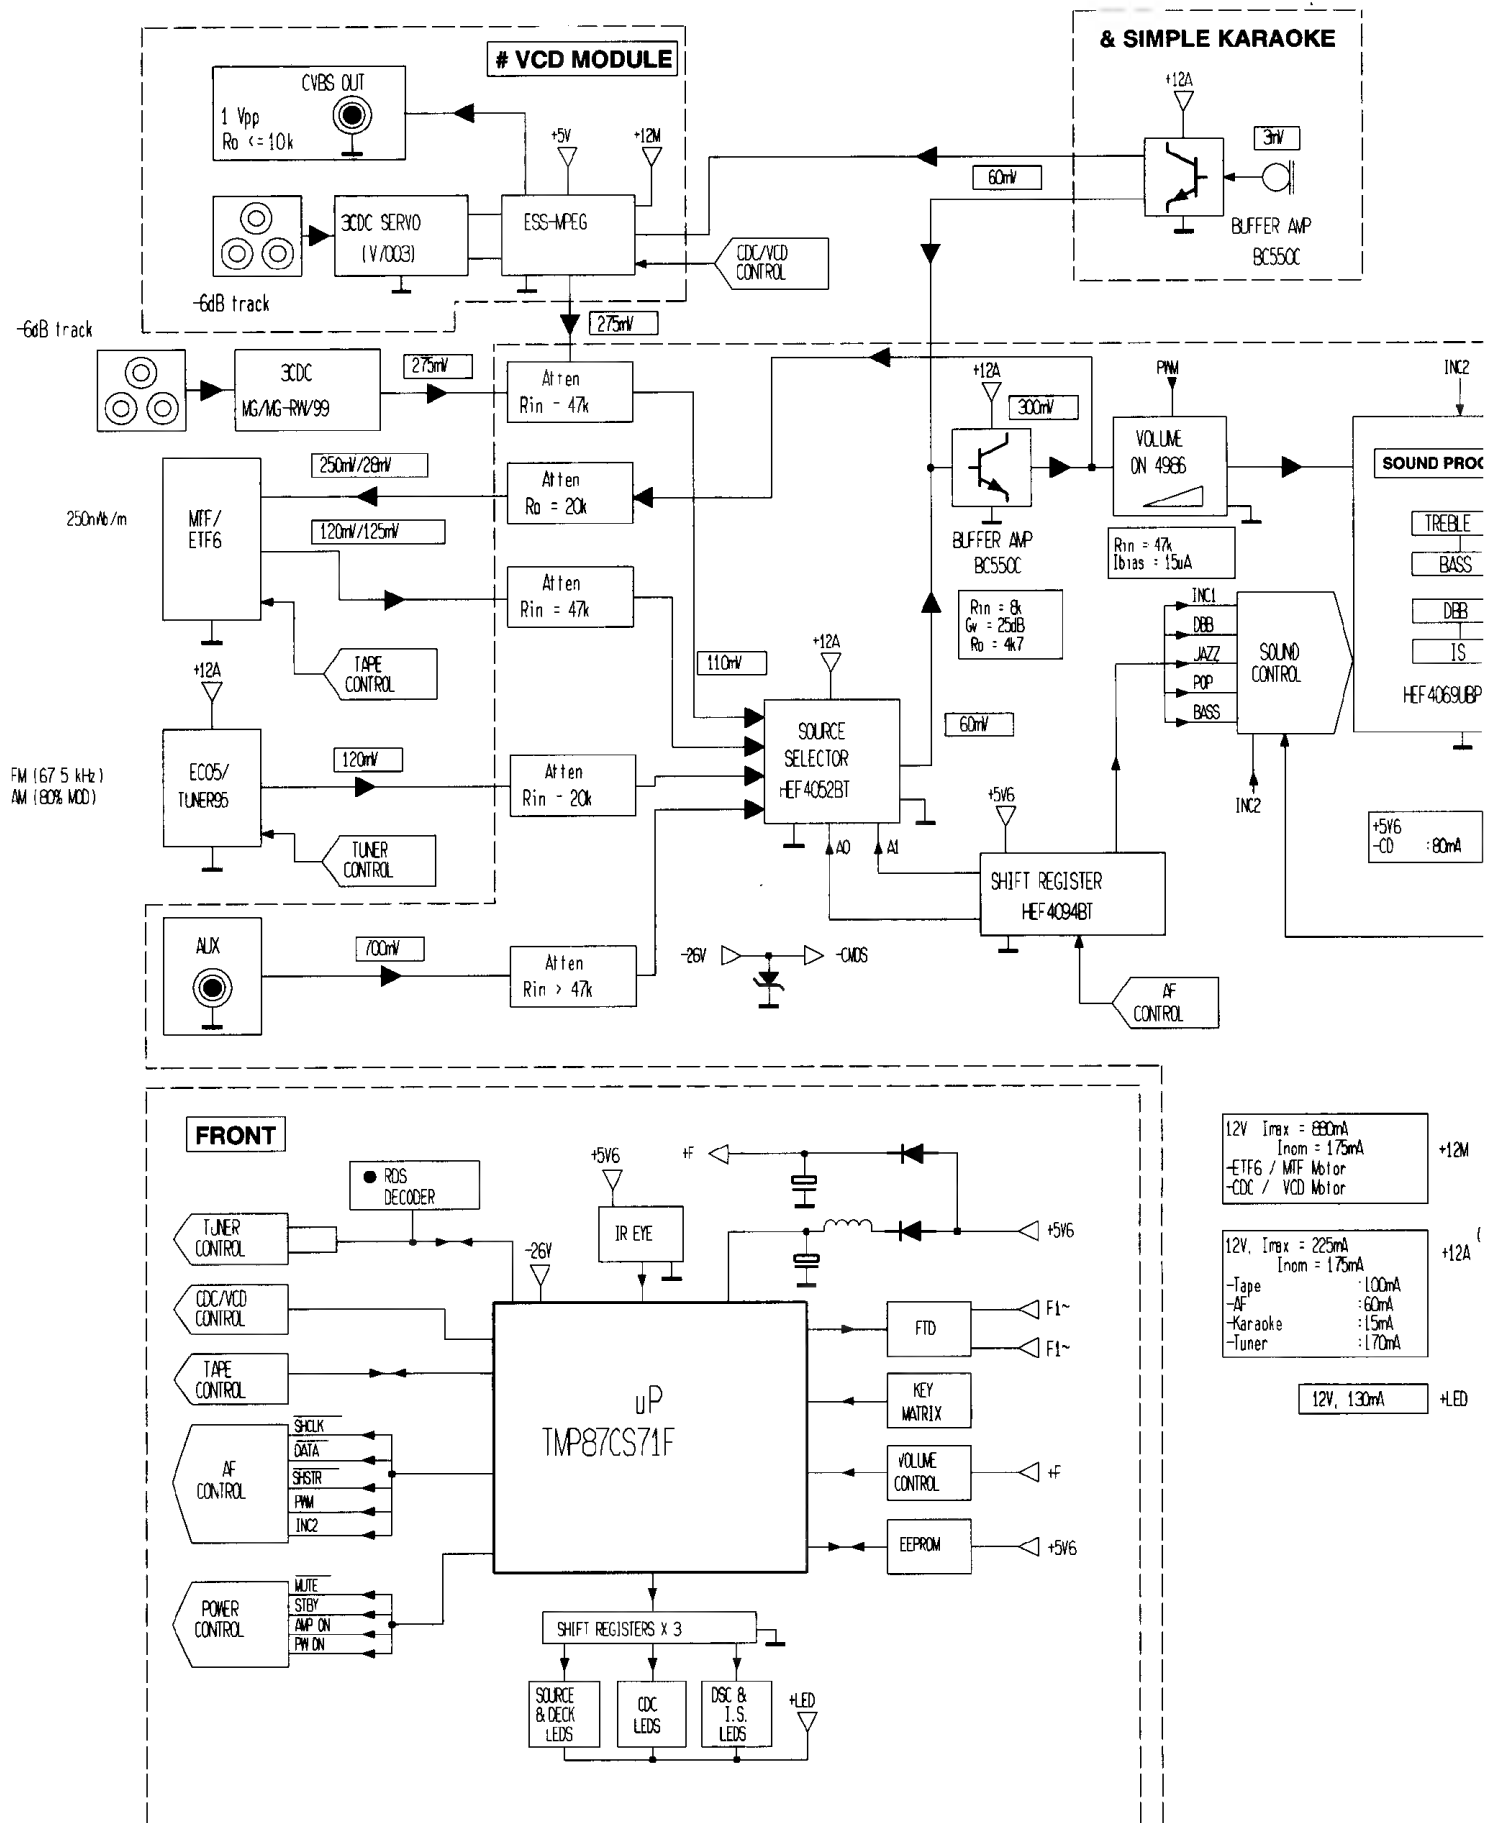 # VCD MODULE
& SIMPLE KARAOKE
CVBS OUT
1 Vpp
Ro <=10k
+5V
+12M
+12A
3mV
60mV
3CDC SERVO
(V/003)
ESS-MPEG
BUFFER AMP
BC550C
CDC/VCD
CONTROL
-6dB track
-6dB track
275mV
3CDC
MG/MG-RW/99
275mV
Atten
Rin - 47k
+12A
300mV
PWM
INC2
VOLUME
ON 4986
SOUND PROC
250mV/28mV
Atten
Ro = 20k
250nWb/m
MTF/
ETF6
120mV/125mV
TREBLE
BASS
DBB
IS
HEF4069UBP
BUFFER AMP
BC550C
Rin = 47k
Ibias = 15uA
Atten
Rin = 47k
Rin = 8k
Gv = 25dB
Ro = 4k7
INC1
DBB
JAZZ
POP
BASS
SOUND
CONTROL
TAPE
CONTROL
+12A
110mV
+12A
SOURCE
SELECTOR
HEF4052BT
60mV
FM (67.5 kHz)
AM (80% MOD)
ECO5/
TUNER95
120mV
Atten
Rin - 20k
INC2
+5V6
-CD :80mA
+5V6
TUNER
CONTROL
A0
A1
SHIFT REGISTER
HEF4094BT
AUX
700mV
Atten
Rin > 47k
-26V
-CMOS
AF
CONTROL
FRONT
RDS
DECODER
+5V6
+F
IR EYE
+5V6
-26V
TUNER
CONTROL
CDC/VCD
CONTROL
TAPE
CONTROL
AF
CONTROL
SHCLK
DATA
SHSTR
PWM
INC2
POWER
CONTROL
MUTE
STBY
AMP ON
PW ON
uP
TMP87CS71F
FTD
F1~
F1~
KEY
MATRIX
VOLUME
CONTROL
+F
EEPROM
+5V6
SHIFT REGISTERS X 3
SOURCE
& DECK
LEDS
CDC
LEDS
DSC &
I.S.
LEDS
+LED
12V Imax = 880mA
Inom = 175mA
-ETF6 / MTF Motor
-CDC / VCD Motor
+12M
12V, Imax = 225mA
Inom = 175mA
-Tape :100mA
-AF :60mA
-Karaoke :15mA
-Tuner :170mA
+12A
12V, 130mA
+LED